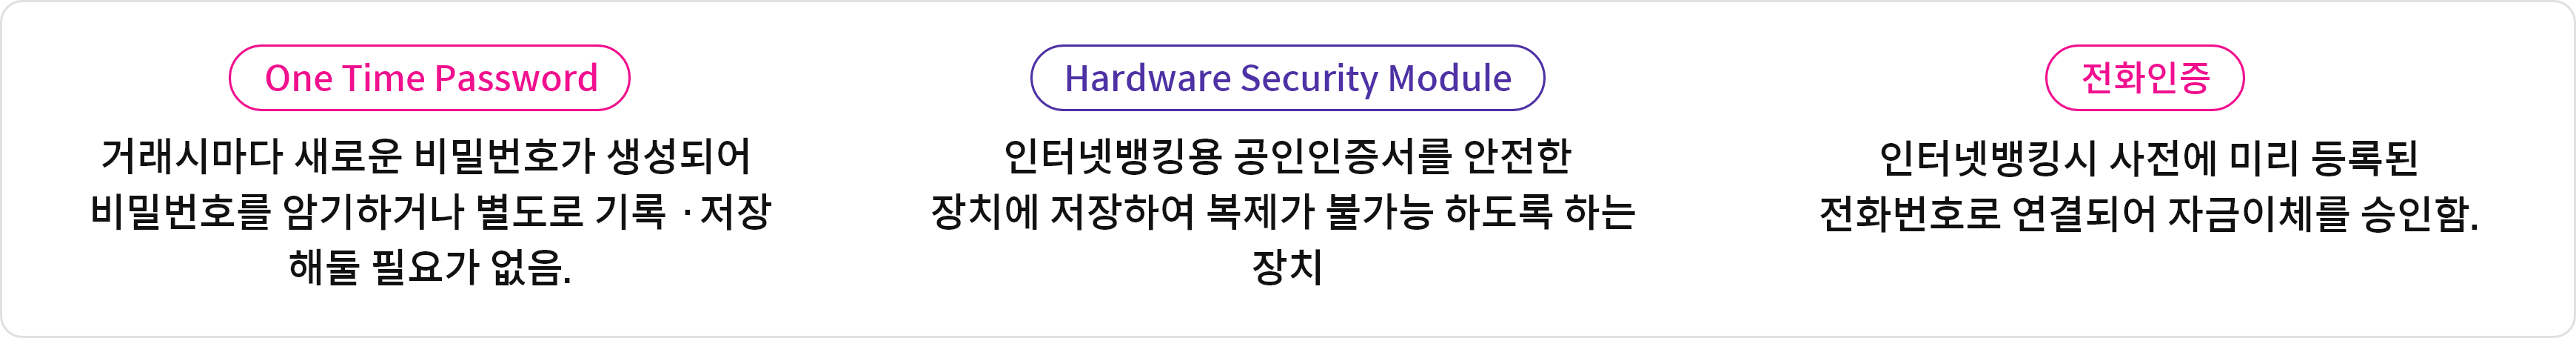 One Time Password
거래시마다 새로운 비밀번호가 생성되어
비밀번호를 암기하거나 별도로 기록 ·저장
해둘 필요가 없음.
Hardware Security Module
인터넷뱅킹용 공인인증서를 안전한
장치에 저장하여 복제가 불가능 하도록 하는
장치
전화인증
인터넷뱅킹시 사전에 미리 등록된
전화번호로 연결되어 자금이체를 승인함.